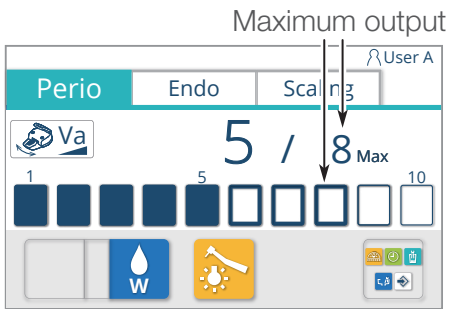 Maximum output
User A
Perio Endo Scaling
Va 5 / 8 Max
1 5 10
W